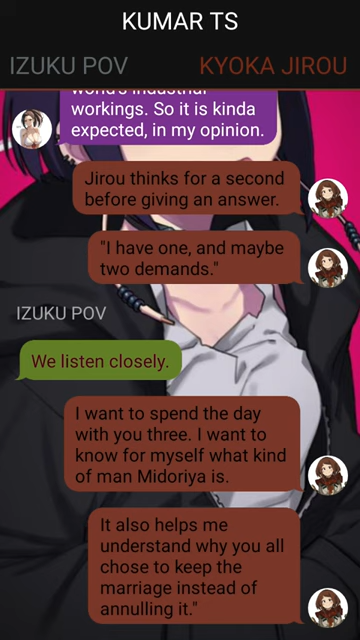 KUMAR TS
IZUKU POV
KYOKA JIROU
world's industrial
workings. So it is kinda
expected, in my opinion.
Jirou thinks for a second
before giving an answer.
"I have one, and maybe
two demands."
IZUKU POV
We listen closely.
I want to spend the day
with you three. I want to
know for myself what kind
of man Midoriya is.
It also helps me
understand why you all
chose to keep the
marriage instead of
annulling it."